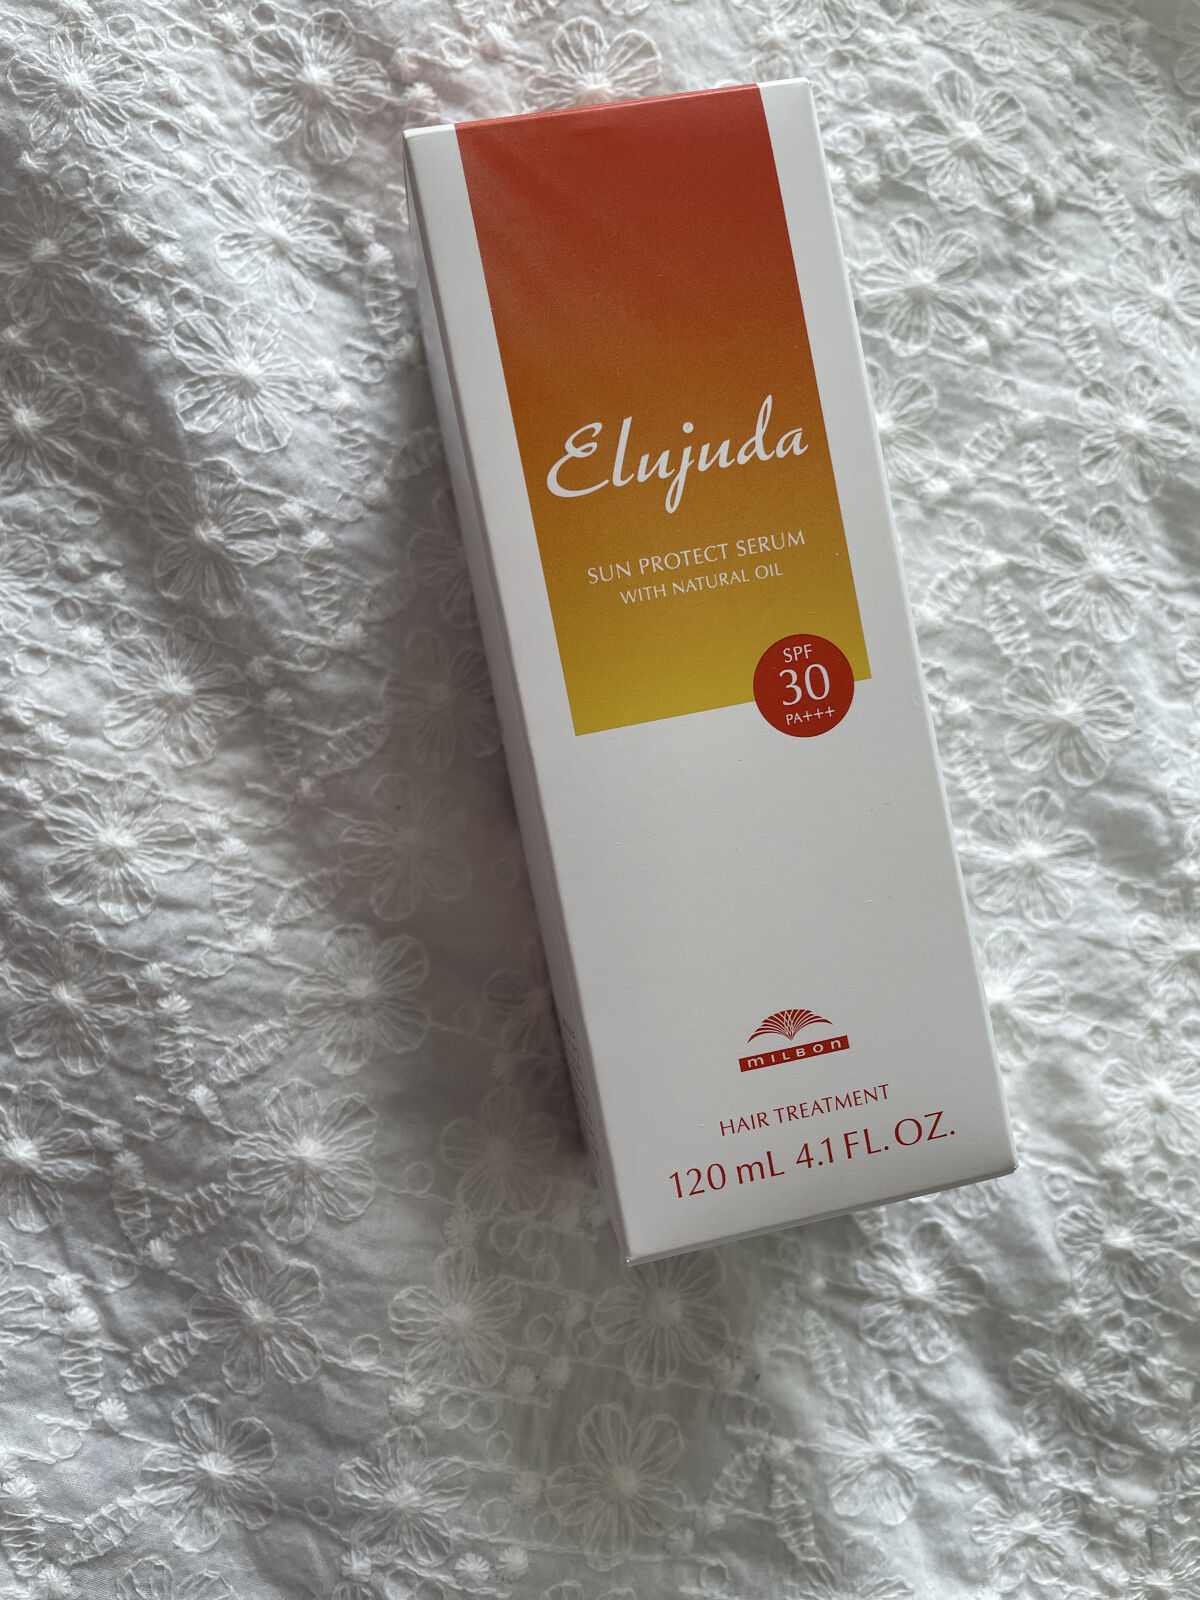 Elujuda
SUN PROTECT SERUM
WITH NATURAL OIL
SPF
30
PA+++
MILBON
HAIR TREATMENT
120 mL 4.1 FL. OZ.